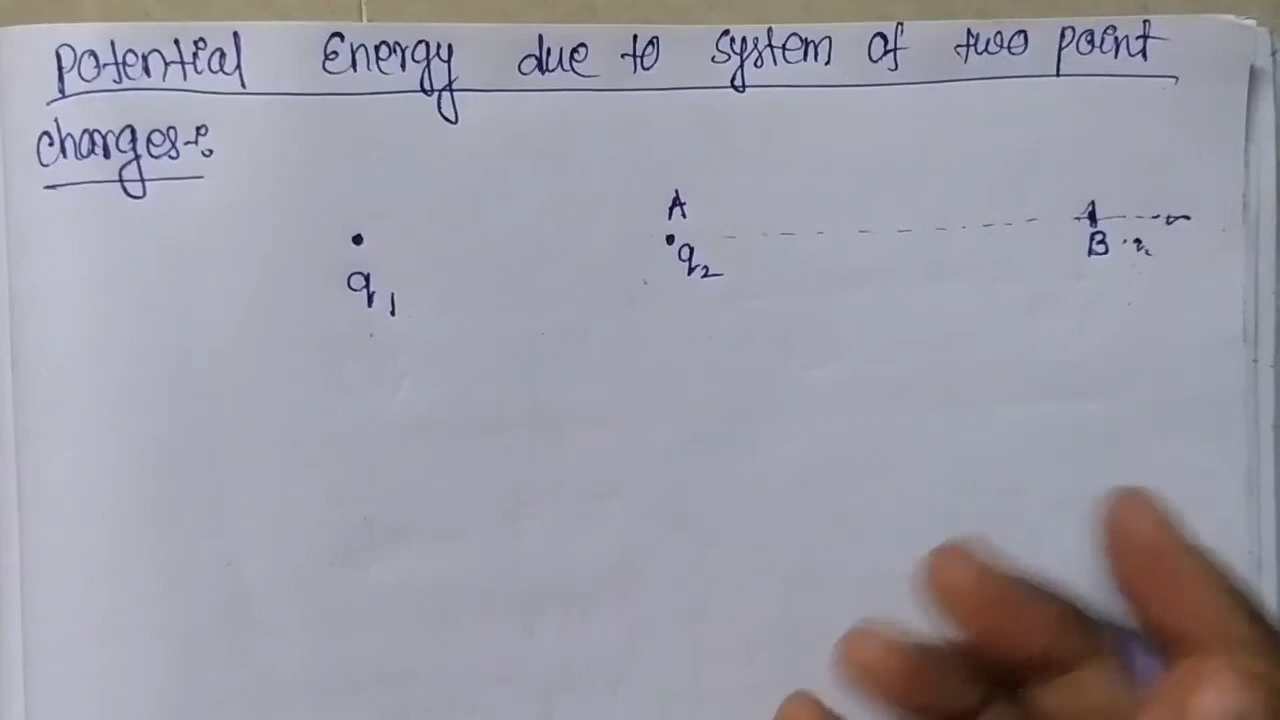 Potential Energy due to system of two point
charges:-
A
q1
q2
B